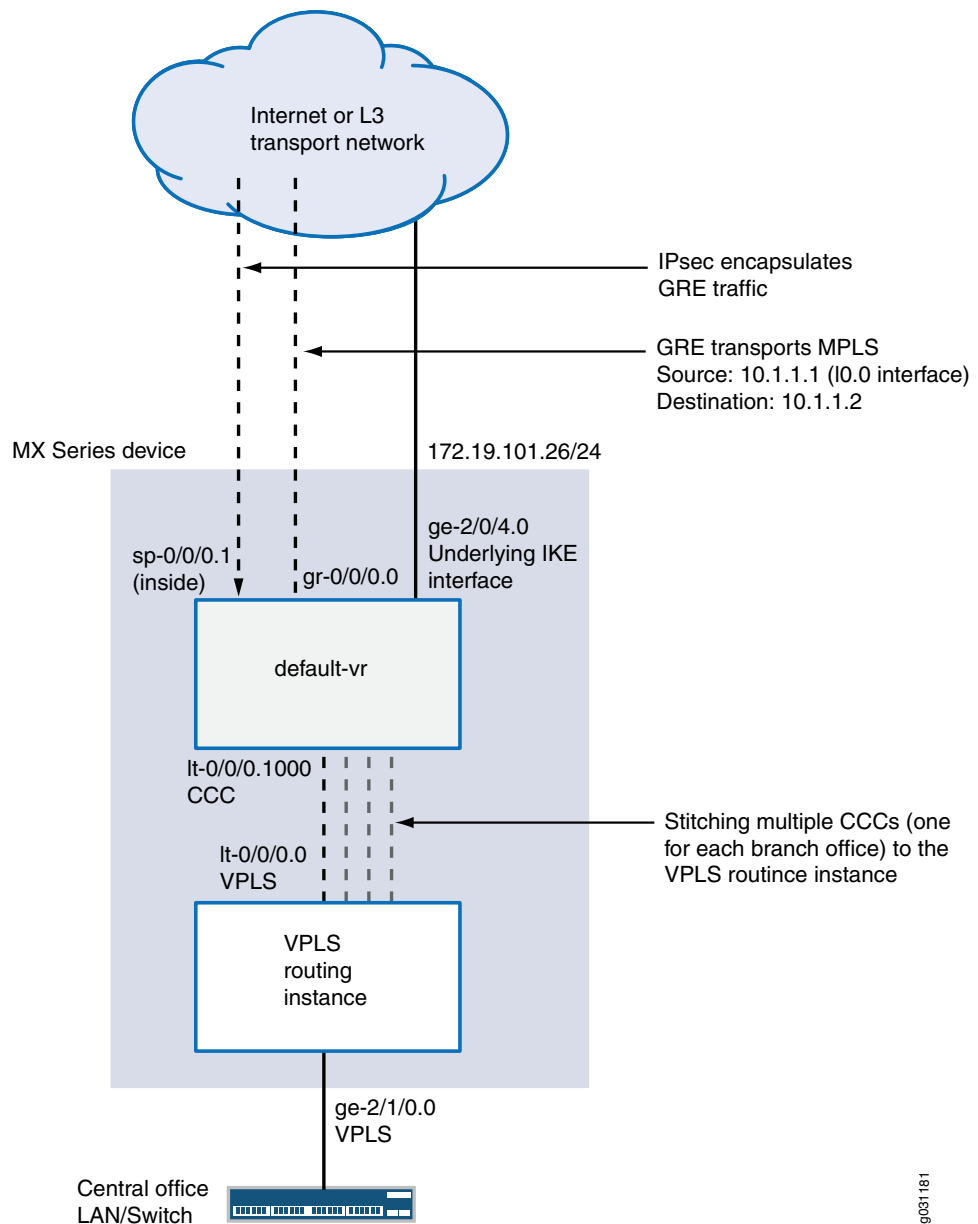 Internet or L3
transport network
IPsec encapsulates
GRE traffic
GRE transports MPLS
Source: 10.1.1.1 (l0.0 interface)
Destination: 10.1.1.2
MX Series device
172.19.101.26/24
sp-0/0/0.1
(inside)
gr-0/0/0.0
ge-2/0/4.0
Underlying IKE
interface
default-vr
lt-0/0/0.1000
CCC
lt-0/0/0.0
VPLS
Stitching multiple CCCs (one
for each branch office) to the
VPLS routince instance
VPLS
routing
instance
ge-2/1/0.0
VPLS
Central office
LAN/Switch
g031181